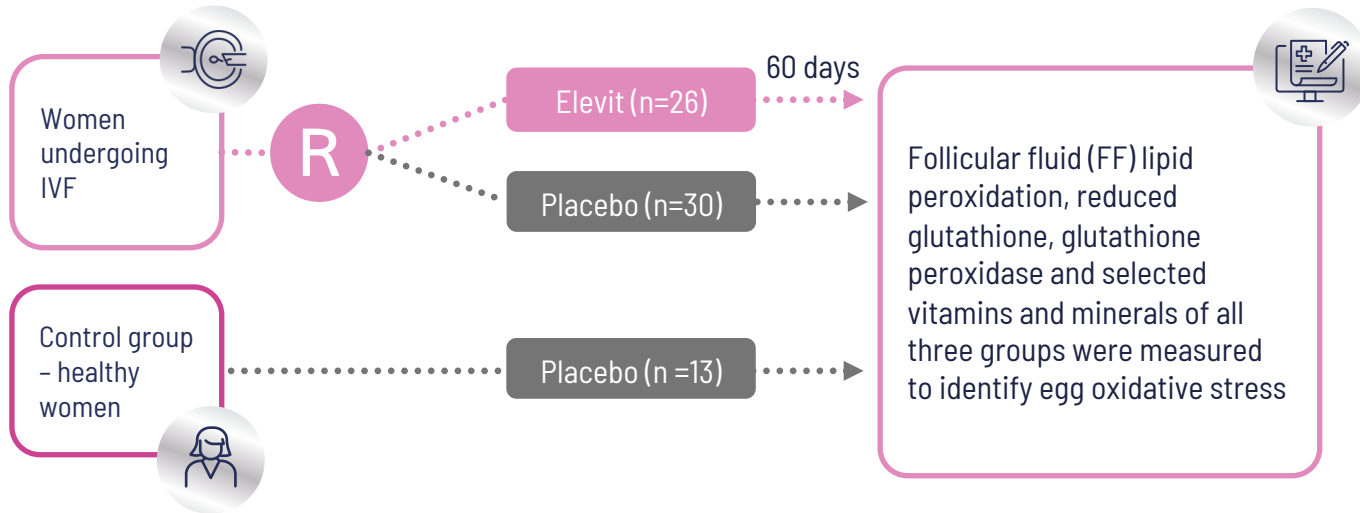 Women
undergoing
IVF
R
Elevit (n=26)
60 days
Placebo (n=30)
Control group
– healthy
women
Placebo (n =13)
Follicular fluid (FF) lipid
peroxidation, reduced
glutathione, glutathione
peroxidase and selected
vitamins and minerals of all
three groups were measured
to identify egg oxidative stress